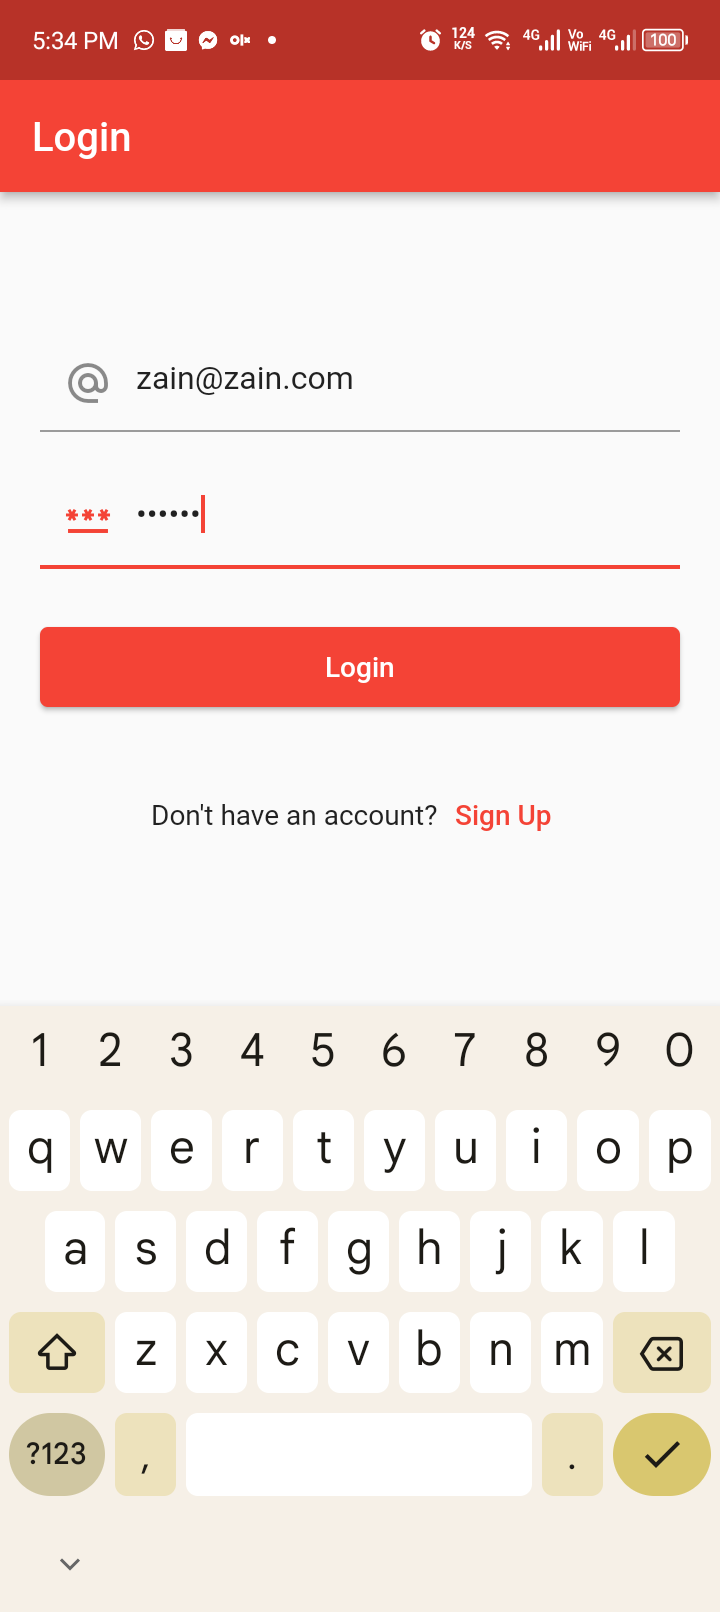 5:34 PM olx 124 K/S 4G Vo WiFi 4G 100
Login
@ zain@zain.com
*** ••••••
Login
Don't have an account? Sign Up
1 2 3 4 5 6 7 8 9 0
q w e r t y u i o p
a s d f g h j k l
z x c v b n m
?123 , .